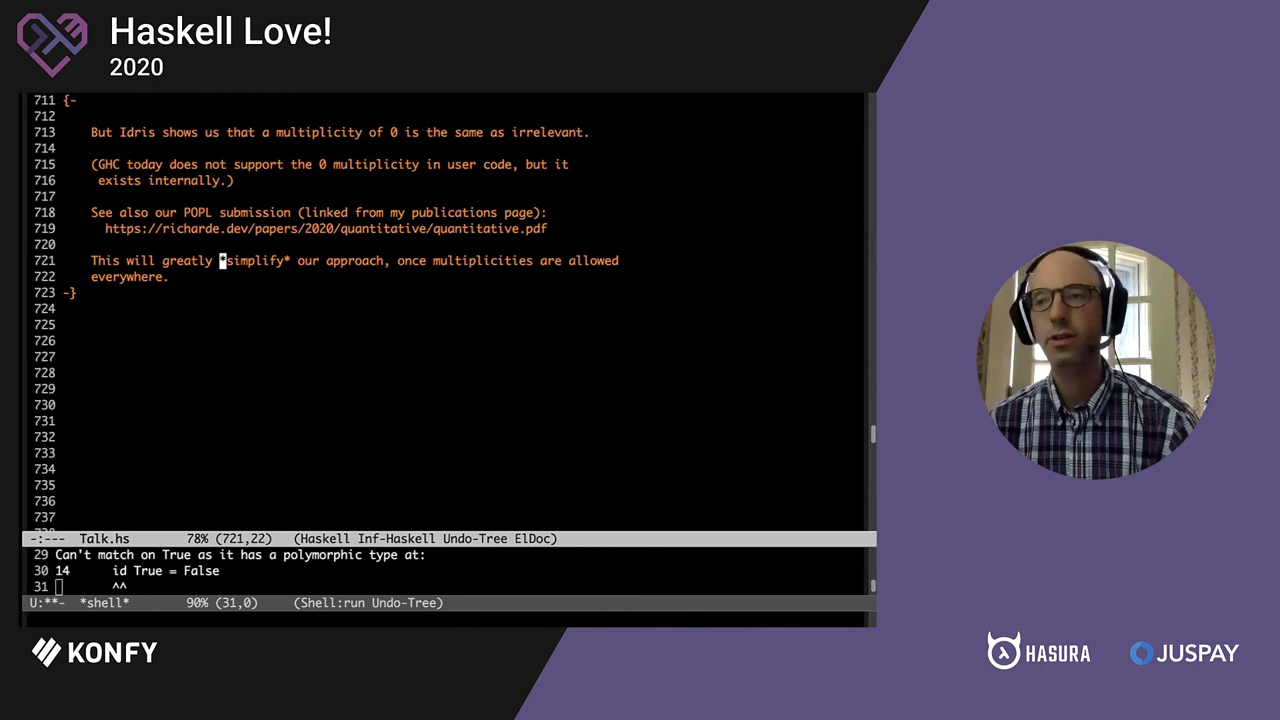 Haskell Love!
2020
711 {-
712
713 But Idris shows us that a multiplicity of 0 is the same as irrelevant.
714
715 (GHC today does not support the 0 multiplicity in user code, but it
716 exists internally.)
717
718 See also our POPL submission (linked from my publications page):
719 https://richarde.dev/papers/2020/quantitative/quantitative.pdf
720
721 This will greatly *simplify* our approach, once multiplicities are allowed
722 everywhere.
723 -}
724
725
726
727
728
729
730
731
732
733
734
735
736
737
-:--- Talk.hs 78% (721,22) (Haskell Inf-Haskell Undo-Tree ElDoc)
29 Can't match on True as it has a polymorphic type at:
30 14 id True = False
31 ^^
U:**- *shell* 90% (31,0) (Shell:run Undo-Tree)
KONFY
HASURA
JUSPAY